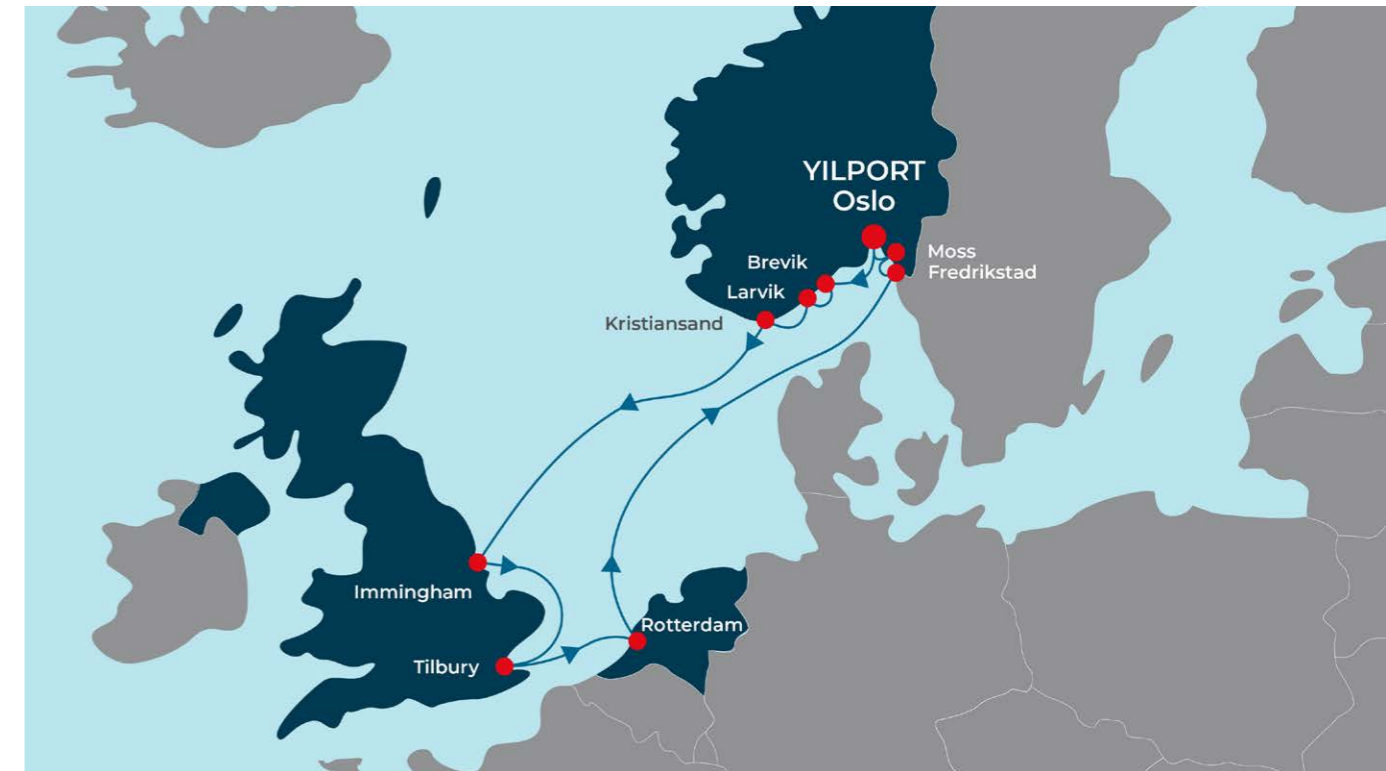 YILPORT
Oslo
Moss
Fredrikstad
Brevik
Larvik
Kristiansand
Immingham
Rotterdam
Tilbury